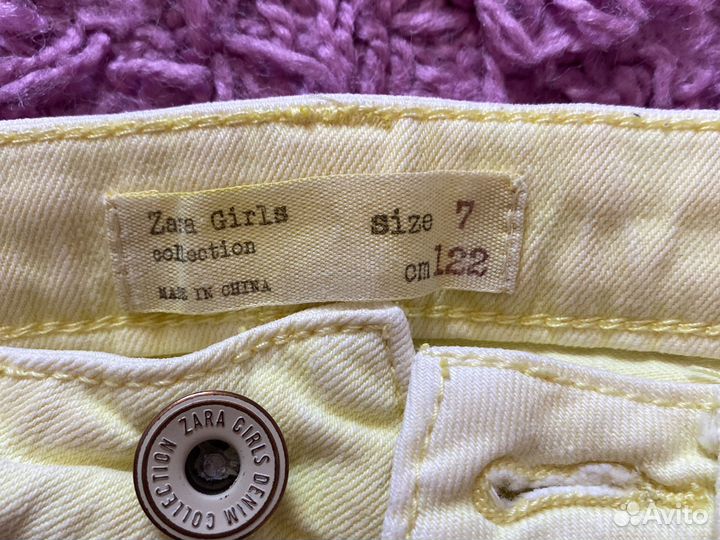 Zara Girls
collection
MADE IN CHINA
size 7
cm 122
ZARA GIRLS DENIM COLLECTION
Avito